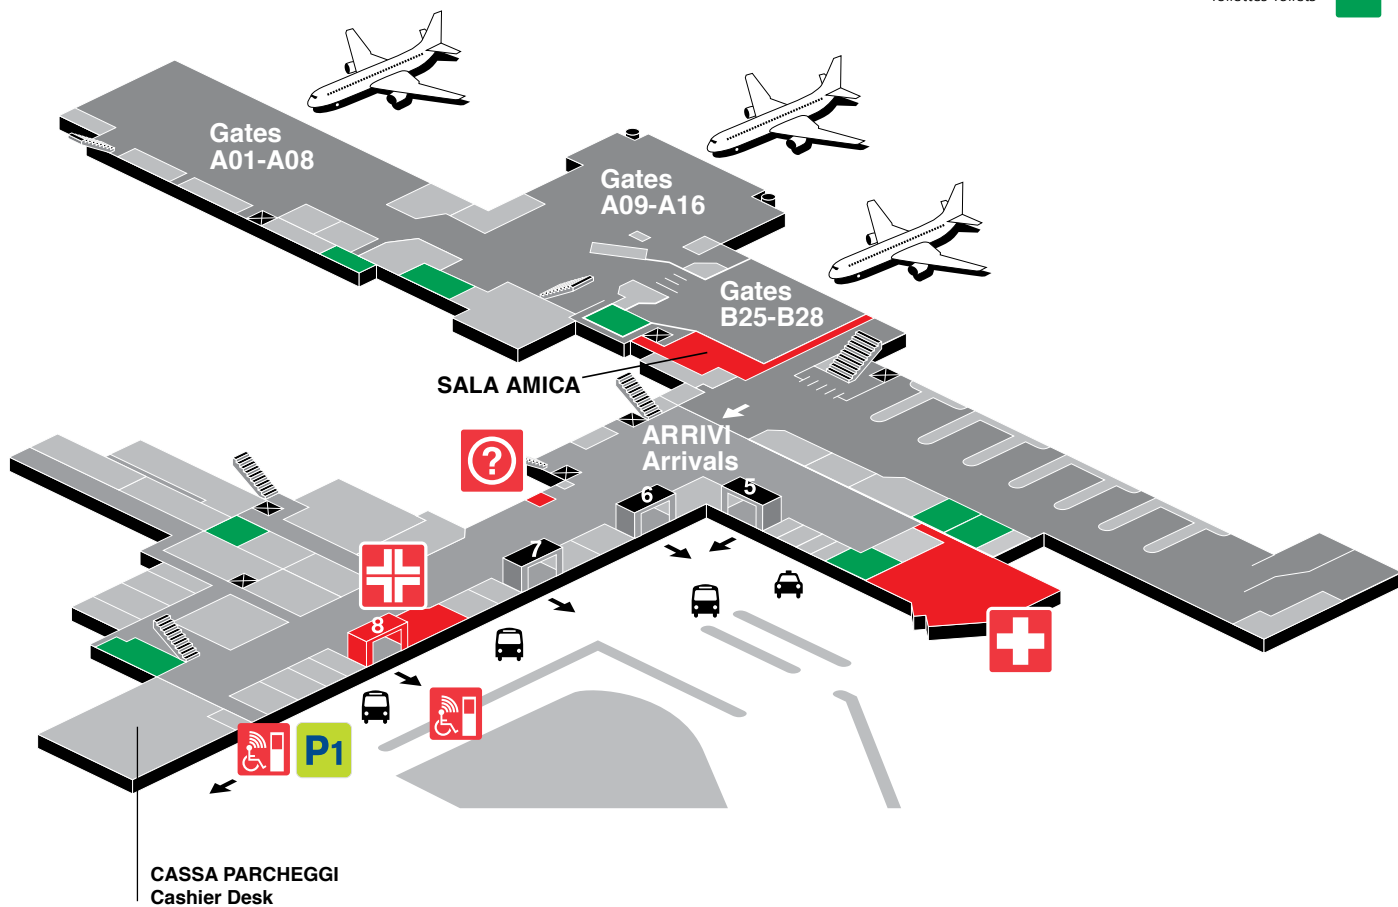 Gates
A01-A08
Gates
A09-A16
Gates
B25-B28
SALA AMICA
ARRIVI
Arrivals
?
5
6
7
8
P1
CASSA PARCHEGGI
Cashier Desk